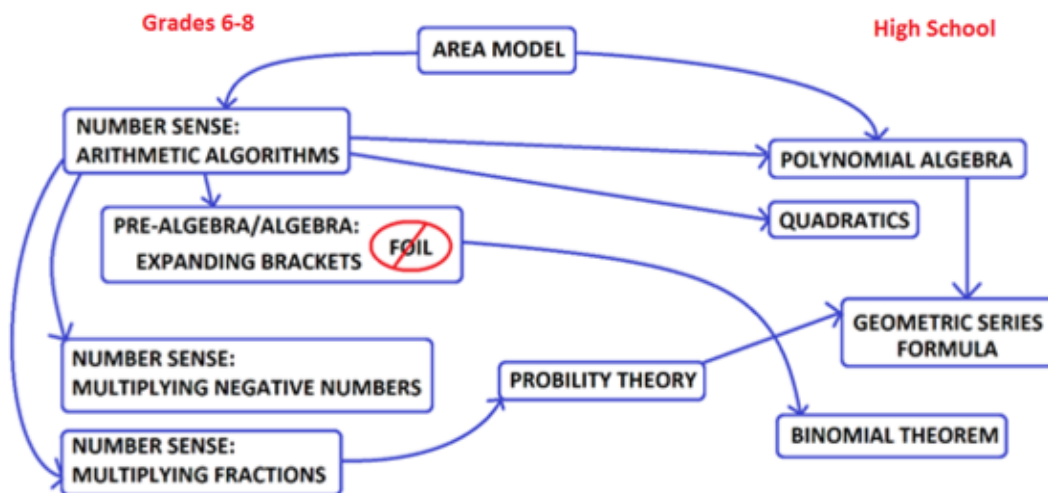 Grades 6-8
High School
AREA MODEL
NUMBER SENSE:
ARITHMETIC ALGORITHMS
POLYNOMIAL ALGEBRA
PRE-ALGEBRA/ALGEBRA:
EXPANDING BRACKETS
FOIL
QUADRATICS
GEOMETRIC SERIES
FORMULA
NUMBER SENSE:
MULTIPLYING NEGATIVE NUMBERS
PROBILITY THEORY
NUMBER SENSE:
MULTIPLYING FRACTIONS
BINOMIAL THEOREM